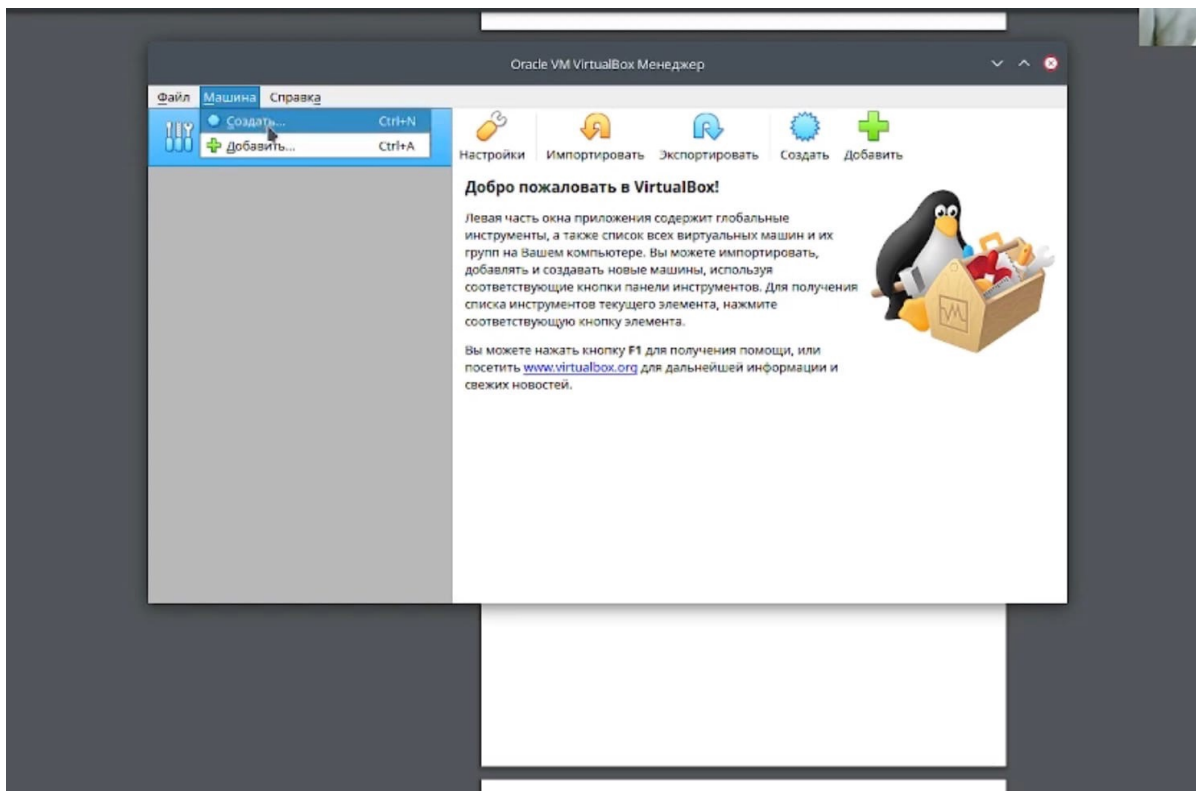 Oracle VM VirtualBox Менеджер
Файл Машина Справка
Создать... Ctrl+N
Добавить... Ctrl+A
Настройки Импортировать Экспортировать Создать Добавить
Добро пожаловать в VirtualBox!
Левая часть окна приложения содержит глобальные
инструменты, а также список всех виртуальных машин и их
групп на Вашем компьютере. Вы можете импортировать,
добавлять и создавать новые машины, используя
соответствующие кнопки панели инструментов. Для получения
списка инструментов текущего элемента, нажмите
соответствующую кнопку элемента.
Вы можете нажать кнопку F1 для получения помощи, или
посетить www.virtualbox.org для дальнейшей информации и
свежих новостей.